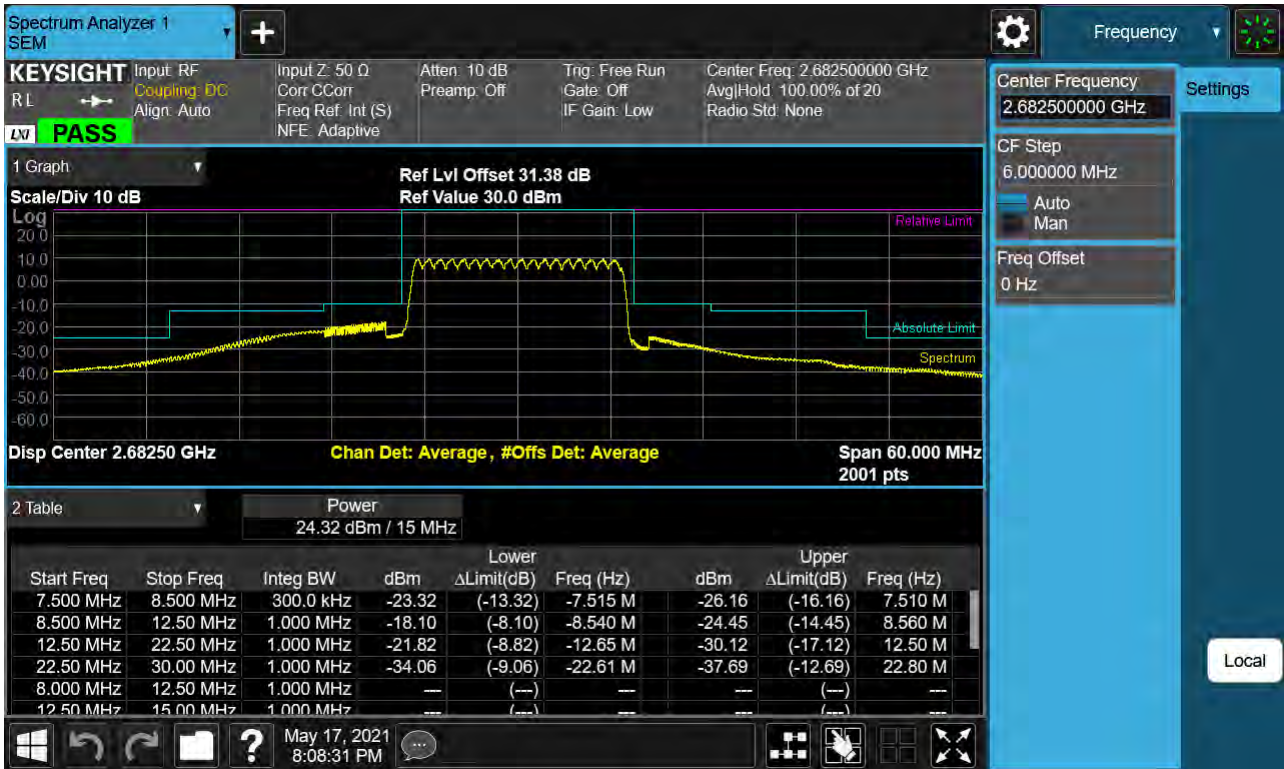 Spectrum Analyzer 1
SEM
Frequency
KEYSIGHT
RL
LXI PASS
Input: RF
Coupling: DC
Align: Auto
Input Z: 50 Ω
Corr CCorr
Freq Ref: Int (S)
NFE: Adaptive
Atten: 10 dB
Preamp: Off
Trig: Free Run
Gate: Off
IF Gain: Low
Center Freq: 2.682500000 GHz
Avg|Hold: 100.00% of 20
Radio Std: None
Center Frequency
2.682500000 GHz
Settings
CF Step
6.000000 MHz
Auto
Man
Freq Offset
0 Hz
Local
1 Graph
Scale/Div 10 dB
Ref Lvl Offset 31.38 dB
Ref Value 30.0 dBm
Log
20.0
10.0
0.00
-10.0
-20.0
-30.0
-40.0
-50.0
-60.0
Relative Limit
Absolute Limit
Spectrum
Disp Center 2.68250 GHz
Chan Det: Average, #Offs Det: Average
Span 60.000 MHz
2001 pts
2 Table
Power
24.32 dBm / 15 MHz
Lower Upper
Start Freq Stop Freq Integ BW dBm ΔLimit(dB) Freq (Hz) dBm ΔLimit(dB) Freq (Hz)
7.500 MHz 8.500 MHz 300.0 kHz -23.32 (-13.32) -7.515 M -26.16 (-16.16) 7.510 M
8.500 MHz 12.50 MHz 1.000 MHz -18.10 (-8.10) -8.540 M -24.45 (-14.45) 8.560 M
12.50 MHz 22.50 MHz 1.000 MHz -21.82 (-8.82) -12.65 M -30.12 (-17.12) 12.50 M
22.50 MHz 30.00 MHz 1.000 MHz -34.06 (-9.06) -22.61 M -37.69 (-12.69) 22.80 M
8.000 MHz 12.50 MHz 1.000 MHz --- (---) --- --- (---) ---
12.50 MHz 15.00 MHz 1.000 MHz --- (---) --- --- (---) ---
May 17, 2021
8:08:31 PM